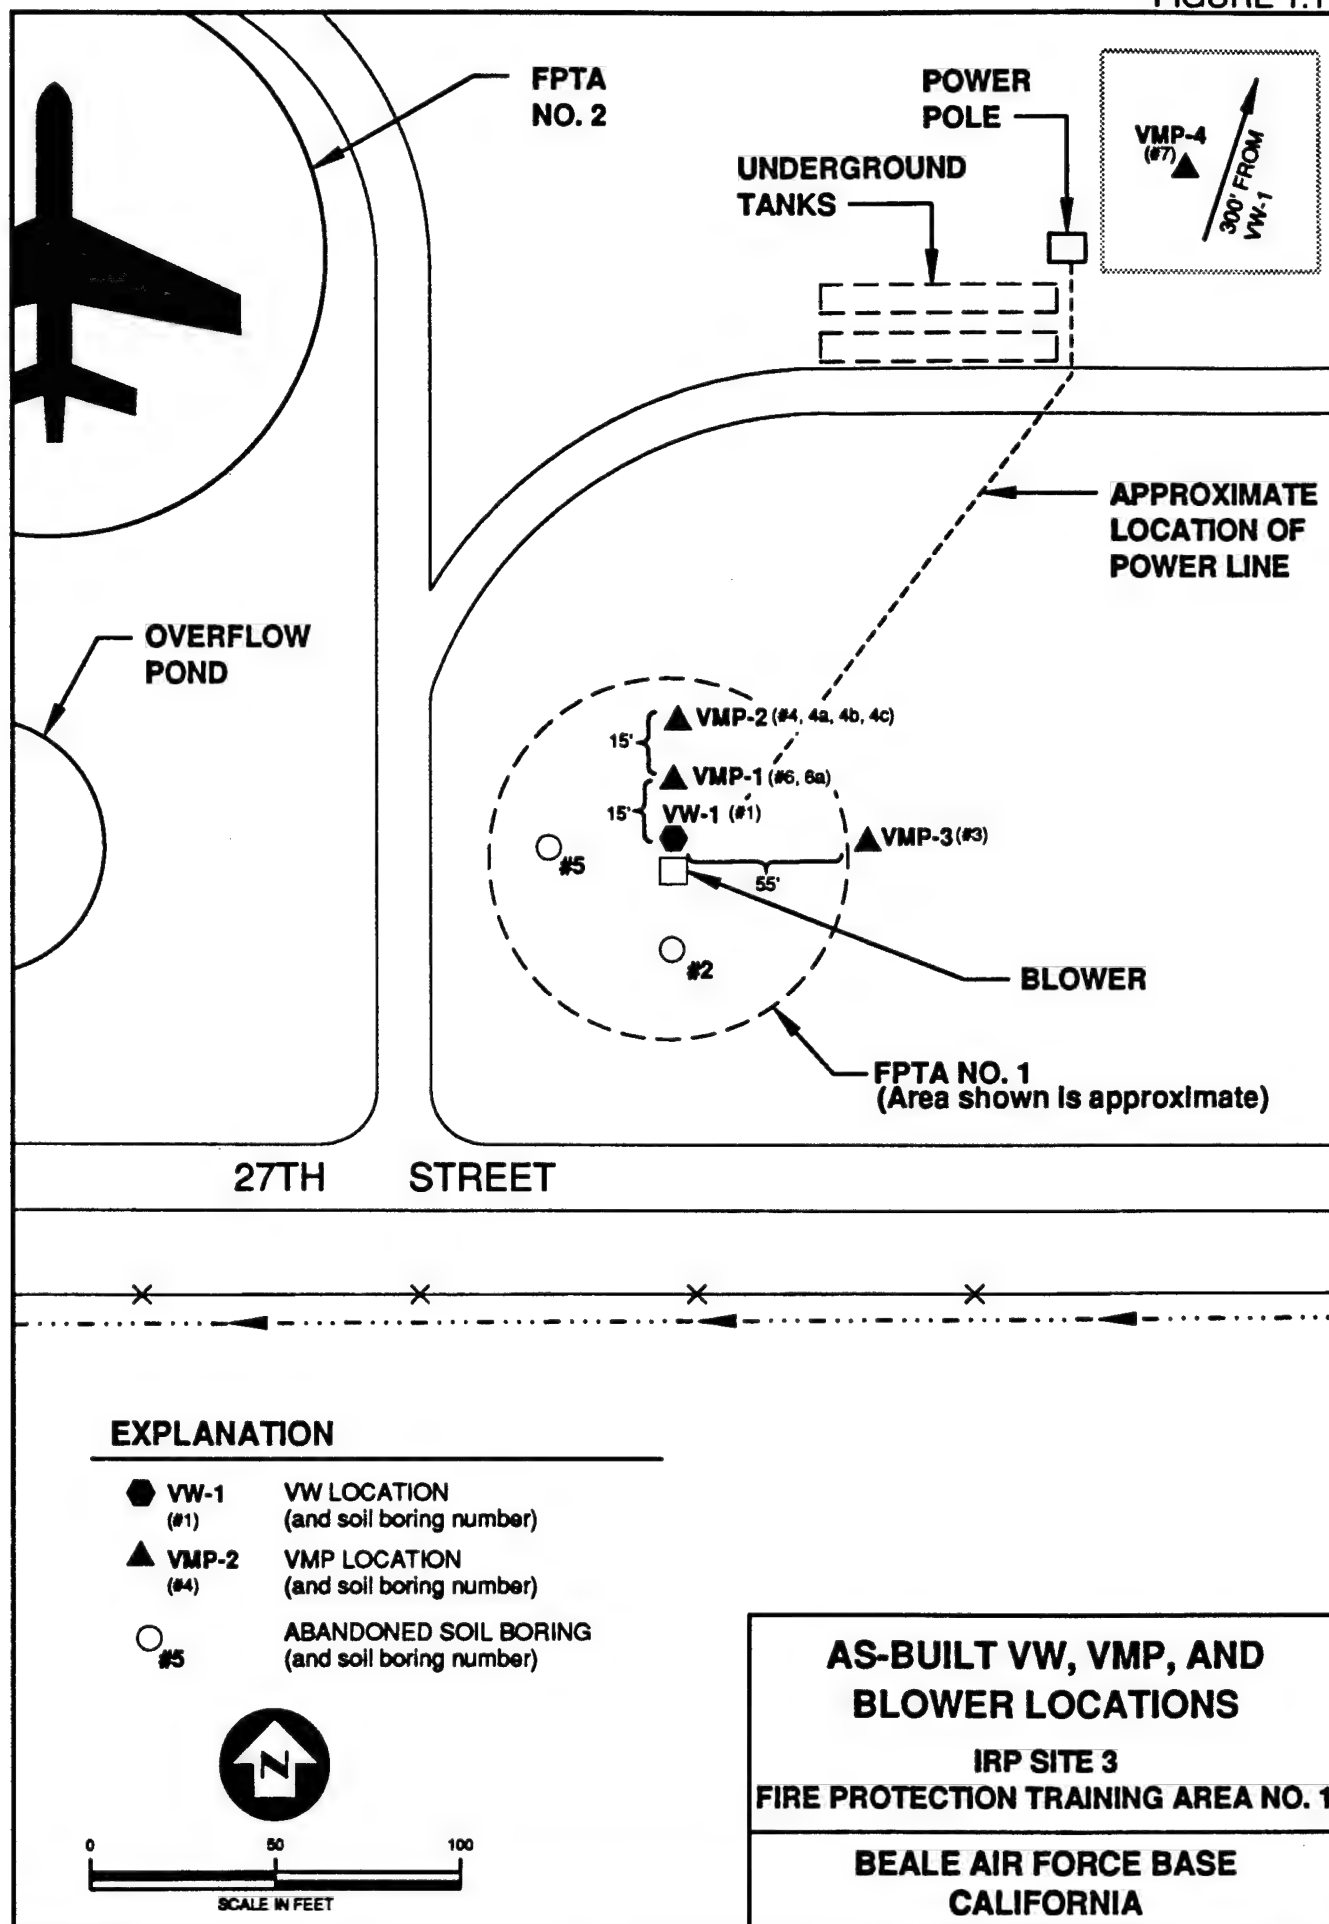 FIGURE 1.1
FPTA
NO. 2
POWER
POLE
VMP-4
(#7)
300' FROM
VW-1
UNDERGROUND
TANKS
APPROXIMATE
LOCATION OF
POWER LINE
OVERFLOW
POND
VMP-2 (#4, 4a, 4b, 4c)
15'
VMP-1 (#6, 6a)
15'
VW-1 (#1)
VMP-3 (#3)
#5
55'
#2
BLOWER
FPTA NO. 1
(Area shown is approximate)
27TH STREET
EXPLANATION
VW-1 VW LOCATION
(#1) (and soil boring number)
VMP-2 VMP LOCATION
(#4) (and soil boring number)
ABANDONED SOIL BORING
#5 (and soil boring number)
N
0 50 100
SCALE IN FEET
AS-BUILT VW, VMP, AND
BLOWER LOCATIONS
IRP SITE 3
FIRE PROTECTION TRAINING AREA NO. 1
BEALE AIR FORCE BASE
CALIFORNIA